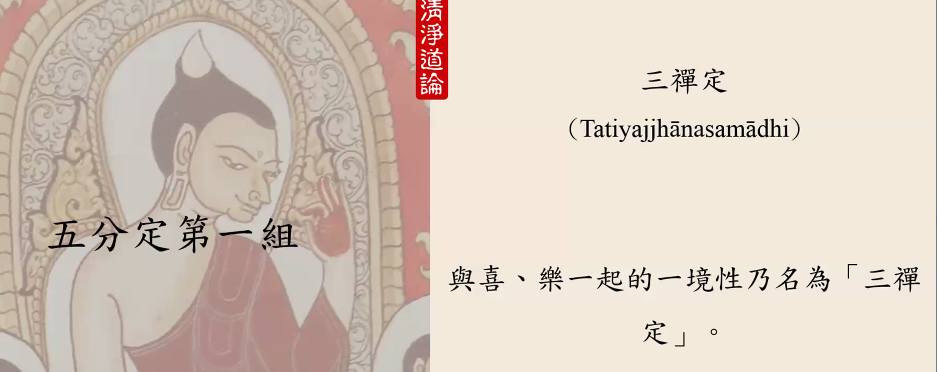 清淨道論
五分定第一組
三禪定
（Tatiyajjhānasamādhi）
與喜、樂一起的一境性乃名為「三禪
定」。